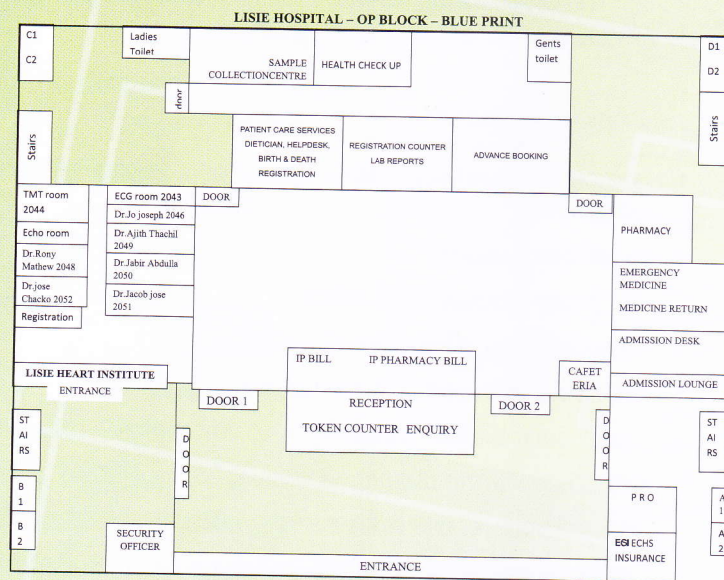 LISIE HOSPITAL – OP BLOCK – BLUE PRINT
C1
C2
Ladies
Toilet
SAMPLE
COLLECTIONCENTRE
HEALTH CHECK UP
Gents
toilet
D1
D2
door
Stairs
PATIENT CARE SERVICES
DIETICIAN, HELPDESK,
BIRTH & DEATH
REGISTRATION
REGISTRATION COUNTER
LAB REPORTS
ADVANCE BOOKING
Stairs
TMT room
2044
Echo room
Dr.Rony
Mathew 2048
Dr.jose
Chacko 2052
Registration
ECG room 2043
Dr.Jo joseph 2046
Dr.Ajith Thachil
2049
Dr.Jabir Abdulla
2050
Dr.Jacob jose
2051
DOOR
DOOR
PHARMACY
EMERGENCY
MEDICINE
MEDICINE RETURN
ADMISSION DESK
ADMISSION LOUNGE
LISIE HEART INSTITUTE
ENTRANCE
IP BILL IP PHARMACY BILL
CAFET
ERIA
DOOR 1
RECEPTION
TOKEN COUNTER ENQUIRY
DOOR 2
ST
AI
RS
D
O
O
R
D
O
O
R
ST
AI
RS
B
1
B
2
SECURITY
OFFICER
ENTRANCE
P R O
ECHS
INSURANCE
A
1
A
2